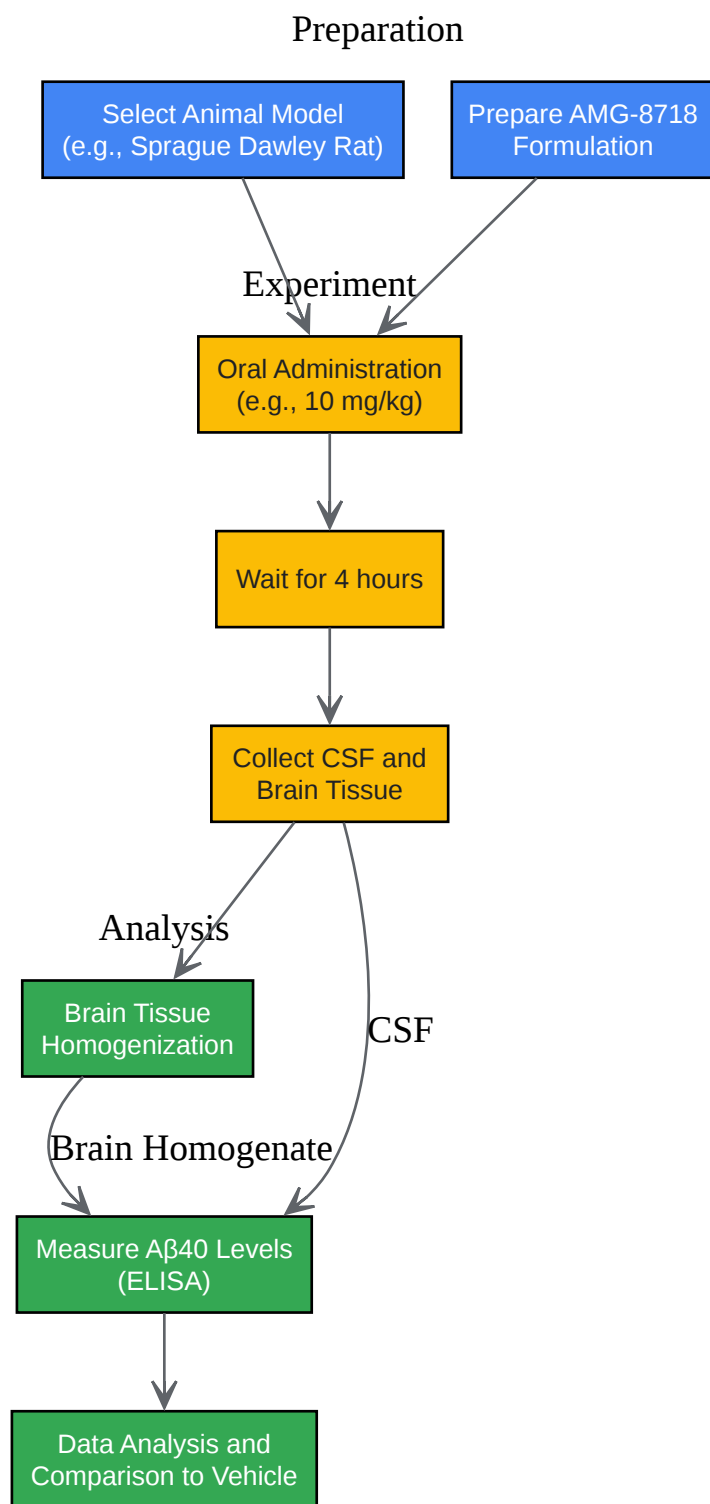 Preparation
Select Animal Model
(e.g., Sprague Dawley Rat)
Prepare AMG-8718
Formulation
Experiment
Oral Administration
(e.g., 10 mg/kg)
Wait for 4 hours
Collect CSF and
Brain Tissue
Analysis
Brain Tissue
Homogenization
CSF
Brain Homogenate
Measure Aβ40 Levels
(ELISA)
Data Analysis and
Comparison to Vehicle